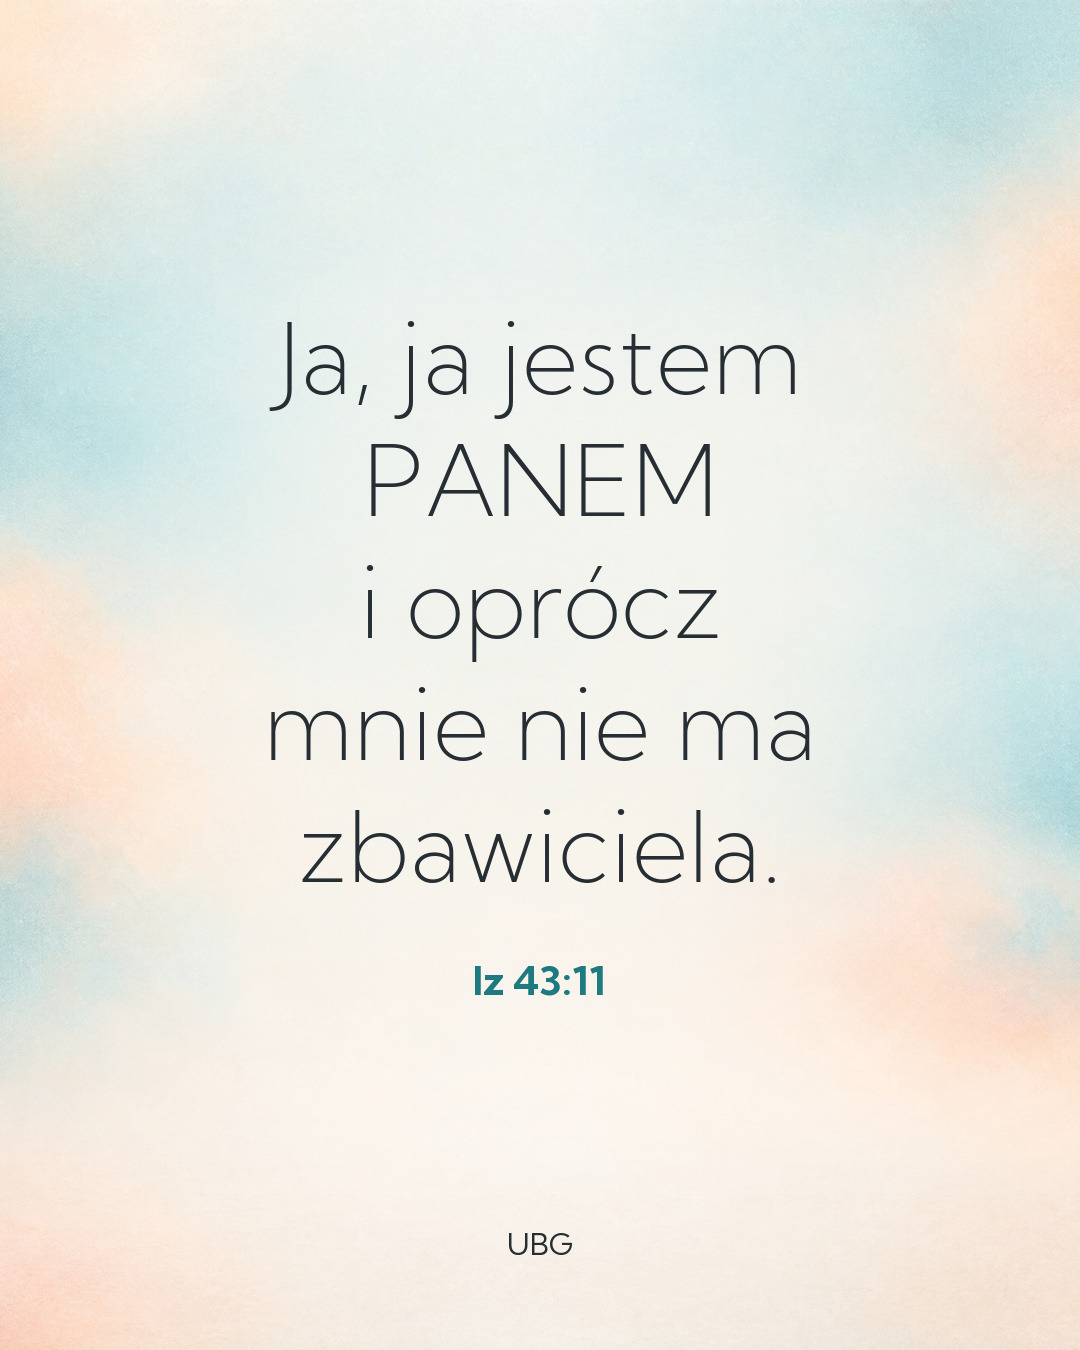 Ja, ja jestem
PANEM
i oprócz
mnie nie ma
zbawiciela.
Iz 43:11
UBG